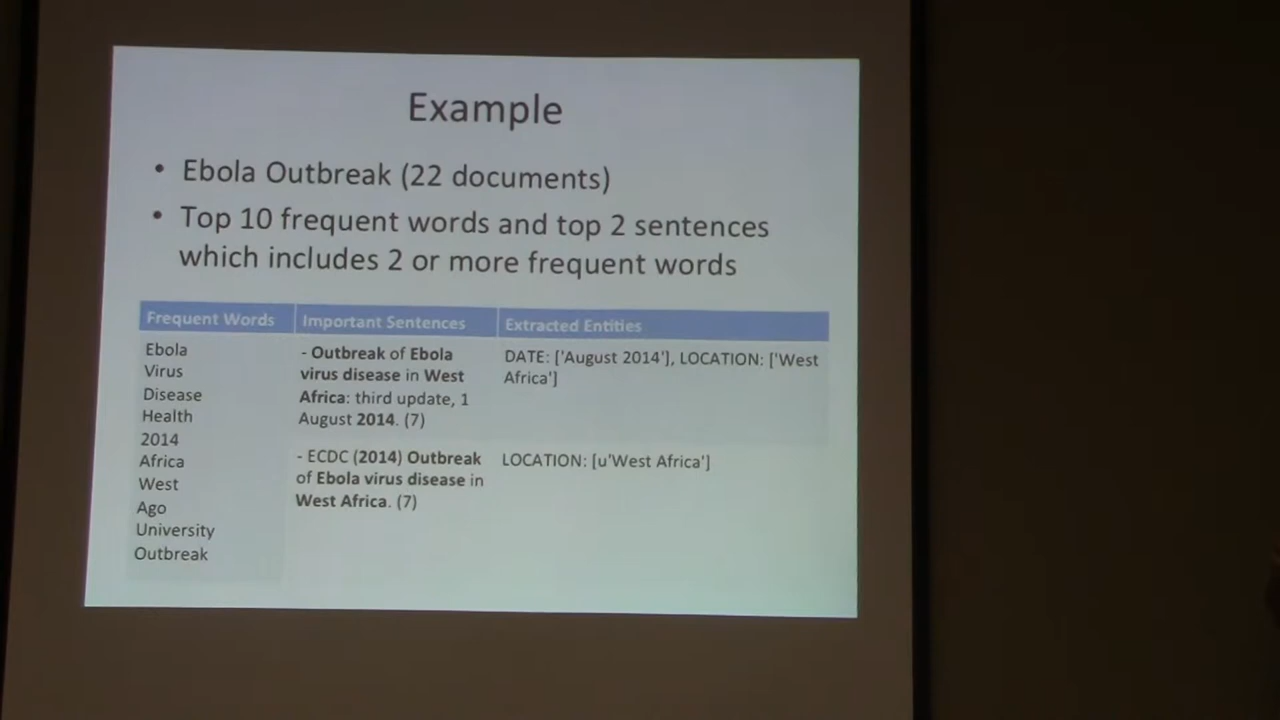 Example
• Ebola Outbreak (22 documents)
• Top 10 frequent words and top 2 sentences
which includes 2 or more frequent words
Frequent Words
Ebola
Virus
Disease
Health
2014
Africa
West
Ago
University
Outbreak
Important Sentences
- Outbreak of Ebola
virus disease in West
Africa: third update, 1
August 2014. (7)
- ECDC (2014) Outbreak
of Ebola virus disease in
West Africa. (7)
Extracted Entities
DATE: ['August 2014'], LOCATION: ['West
Africa']
LOCATION: [u'West Africa']